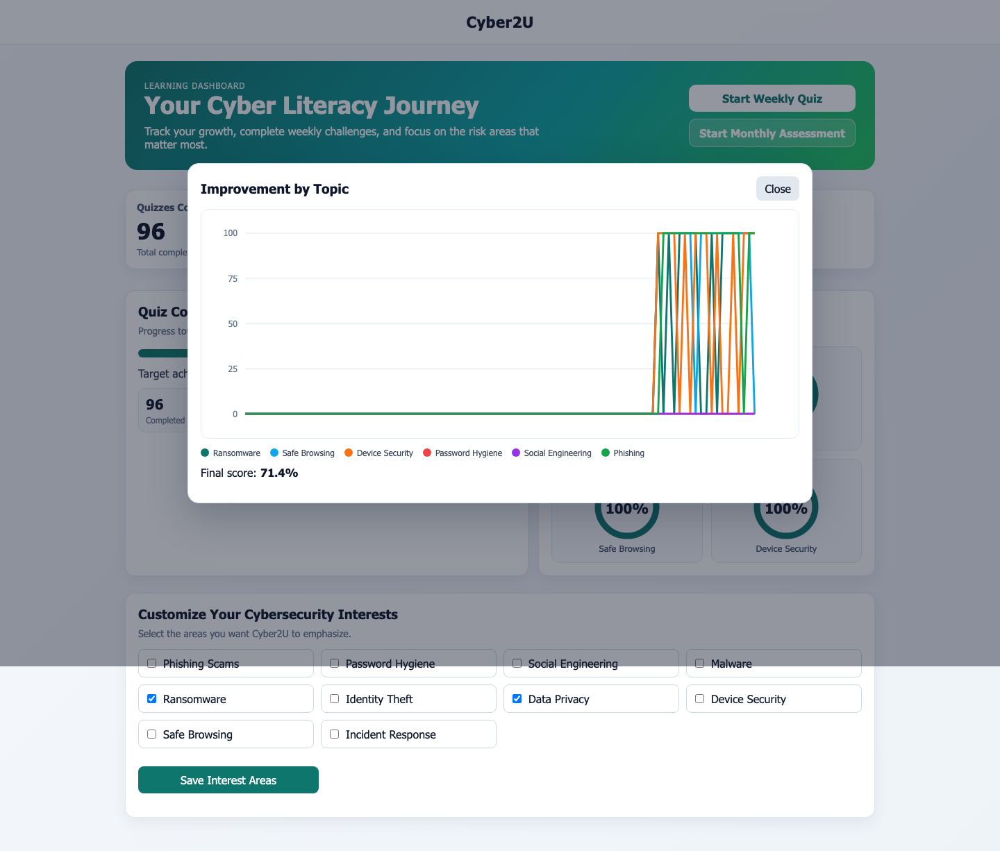 Cyber2U
LEARNING DASHBOARD
Your Cyber Literacy Journey
Track your growth, complete weekly challenges, and focus on the risk areas that
matter most.
Start Weekly Quiz
Start Monthly Assessment
Quizzes Co
96
Total comple
Quiz Co
Progress to
Target ach
96
Completed
Improvement by Topic
Close
100
75
50
25
0
Ransomware
Safe Browsing
Device Security
Password Hygiene
Social Engineering
Phishing
Final score: 71.4%
100%
Safe Browsing
100%
Device Security
Customize Your Cybersecurity Interests
Select the areas you want Cyber2U to emphasize.
Phishing Scams
Password Hygiene
Social Engineering
Malware
Ransomware
Identity Theft
Data Privacy
Device Security
Safe Browsing
Incident Response
Save Interest Areas